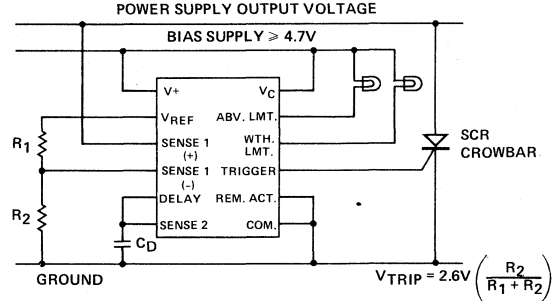 POWER SUPPLY OUTPUT VOLTAGE
BIAS SUPPLY ⩾ 4.7V
V+
VC
VREF
ABV. LMT.
R1
SENSE 1
(+)
WTH.
LMT.
SCR
CROWBAR
SENSE 1
(−)
TRIGGER
R2
DELAY
REM. ACT.
SENSE 2
COM.
CD
GROUND
VTRIP = 2.6V (R2 / R1 + R2)